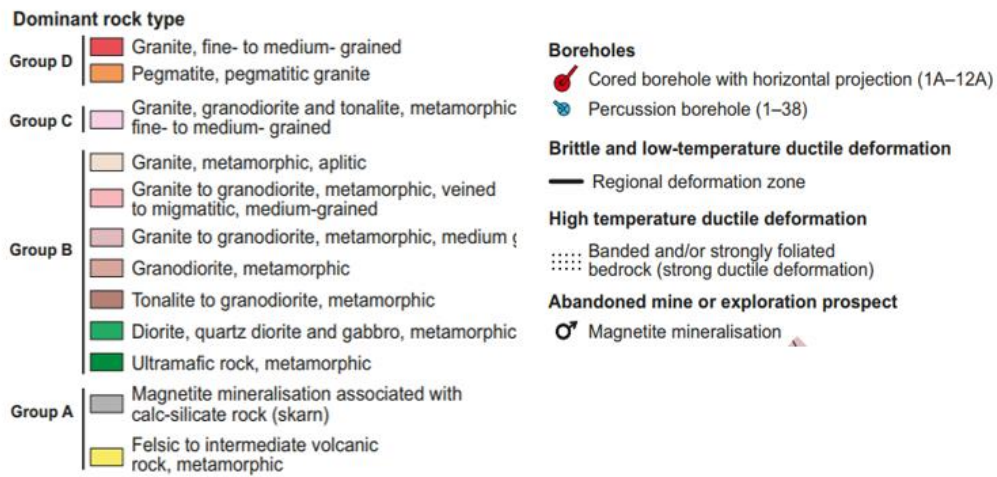 Dominant rock type
Group D
Granite, fine- to medium- grained
Pegmatite, pegmatitic granite
Group C
Granite, granodiorite and tonalite, metamorphic
fine- to medium- grained
Group B
Granite, metamorphic, aplitic
Granite to granodiorite, metamorphic, veined
to migmatitic, medium-grained
Granite to granodiorite, metamorphic, medium
Granodiorite, metamorphic
Tonalite to granodiorite, metamorphic
Diorite, quartz diorite and gabbro, metamorphic
Ultramafic rock, metamorphic
Group A
Magnetite mineralisation associated with
calc-silicate rock (skarn)
Felsic to intermediate volcanic
rock, metamorphic
Boreholes
Cored borehole with horizontal projection (1A–12A)
Percussion borehole (1–38)
Brittle and low-temperature ductile deformation
Regional deformation zone
High temperature ductile deformation
Banded and/or strongly foliated
bedrock (strong ductile deformation)
Abandoned mine or exploration prospect
Magnetite mineralisation